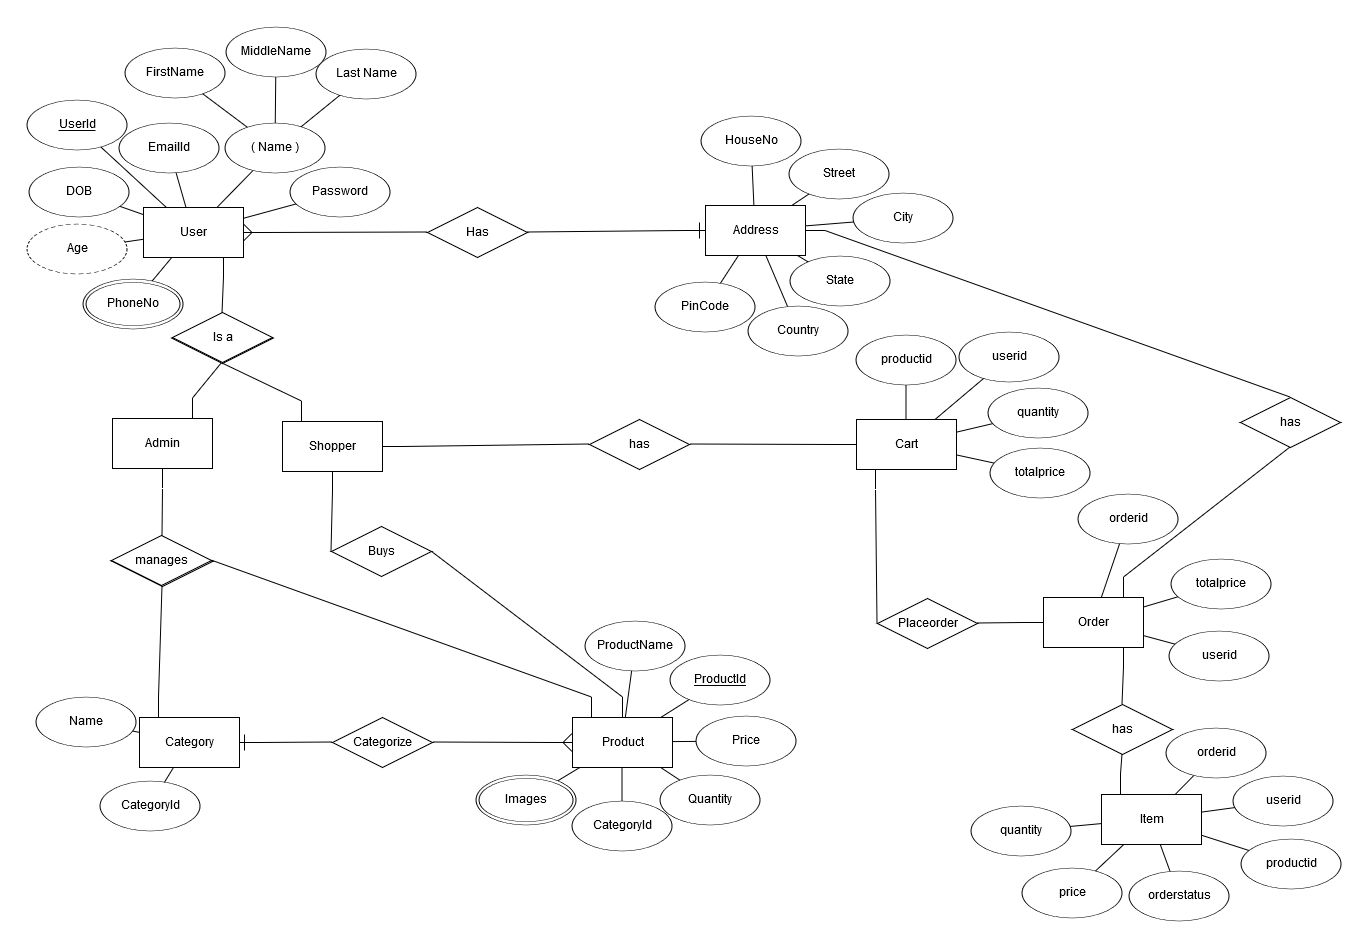 MiddleName
FirstName
Last Name
UserId
EmailId
( Name )
HouseNo
Street
DOB
Password
City
User
Has
Address
Age
State
PhoneNo
PinCode
Country
Is a
productid
userid
quantity
has
Admin
Shopper
has
Cart
totalprice
orderid
Buys
manages
totalprice
Placeorder
Order
ProductName
userid
ProductId
Name
has
Category
Categorize
Product
Price
orderid
Images
Quantity
userid
CategoryId
CategoryId
Item
quantity
productid
price
orderstatus